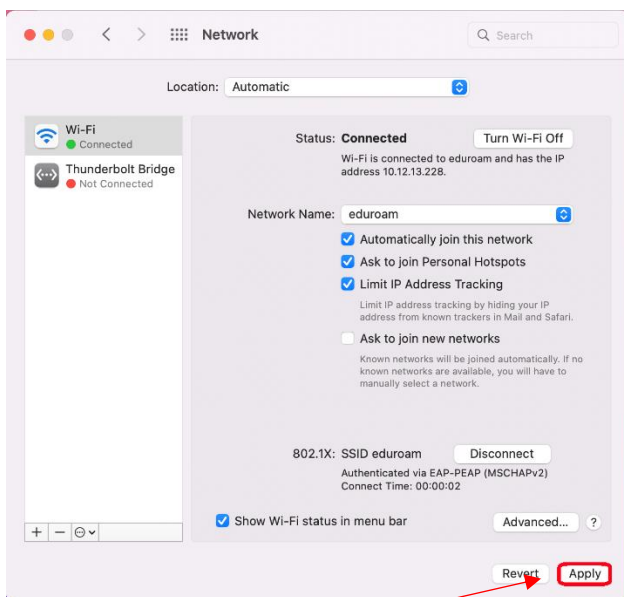 Network
Search
Location: Automatic
Wi-Fi
Connected
Thunderbolt Bridge
Not Connected
Status: Connected
Turn Wi-Fi Off
Wi-Fi is connected to eduroam and has the IP
address 10.12.13.228.
Network Name: eduroam
Automatically join this network
Ask to join Personal Hotspots
Limit IP Address Tracking
Limit IP address tracking by hiding your IP
address from known trackers in Mail and Safari.
Ask to join new networks
Known networks will be joined automatically. If no
known networks are available, you will have to
manually select a network.
802.1X: SSID eduroam
Disconnect
Authenticated via EAP-PEAP (MSCHAPv2)
Connect Time: 00:00:02
Show Wi-Fi status in menu bar
Advanced... ?
Revert Apply